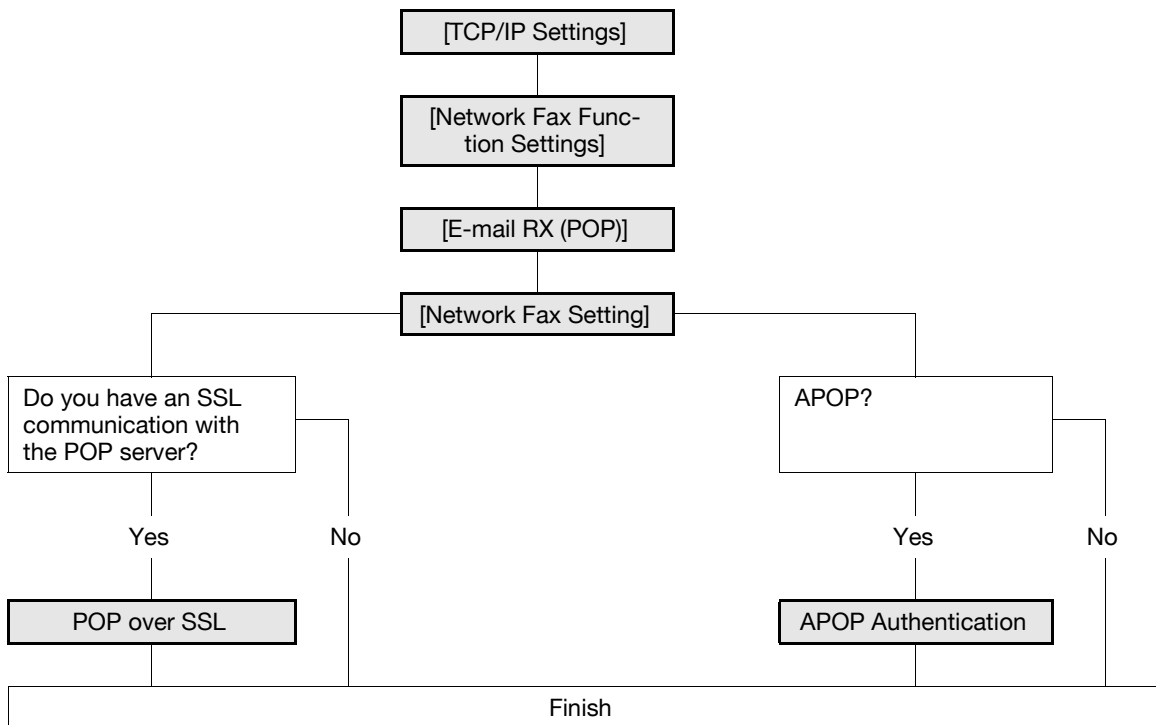 [TCP/IP Settings]
[Network Fax Func-
tion Settings]
[E-mail RX (POP)]
[Network Fax Setting]
Do you have an SSL
communication with
the POP server?
APOP?
Yes
No
Yes
No
POP over SSL
APOP Authentication
Finish